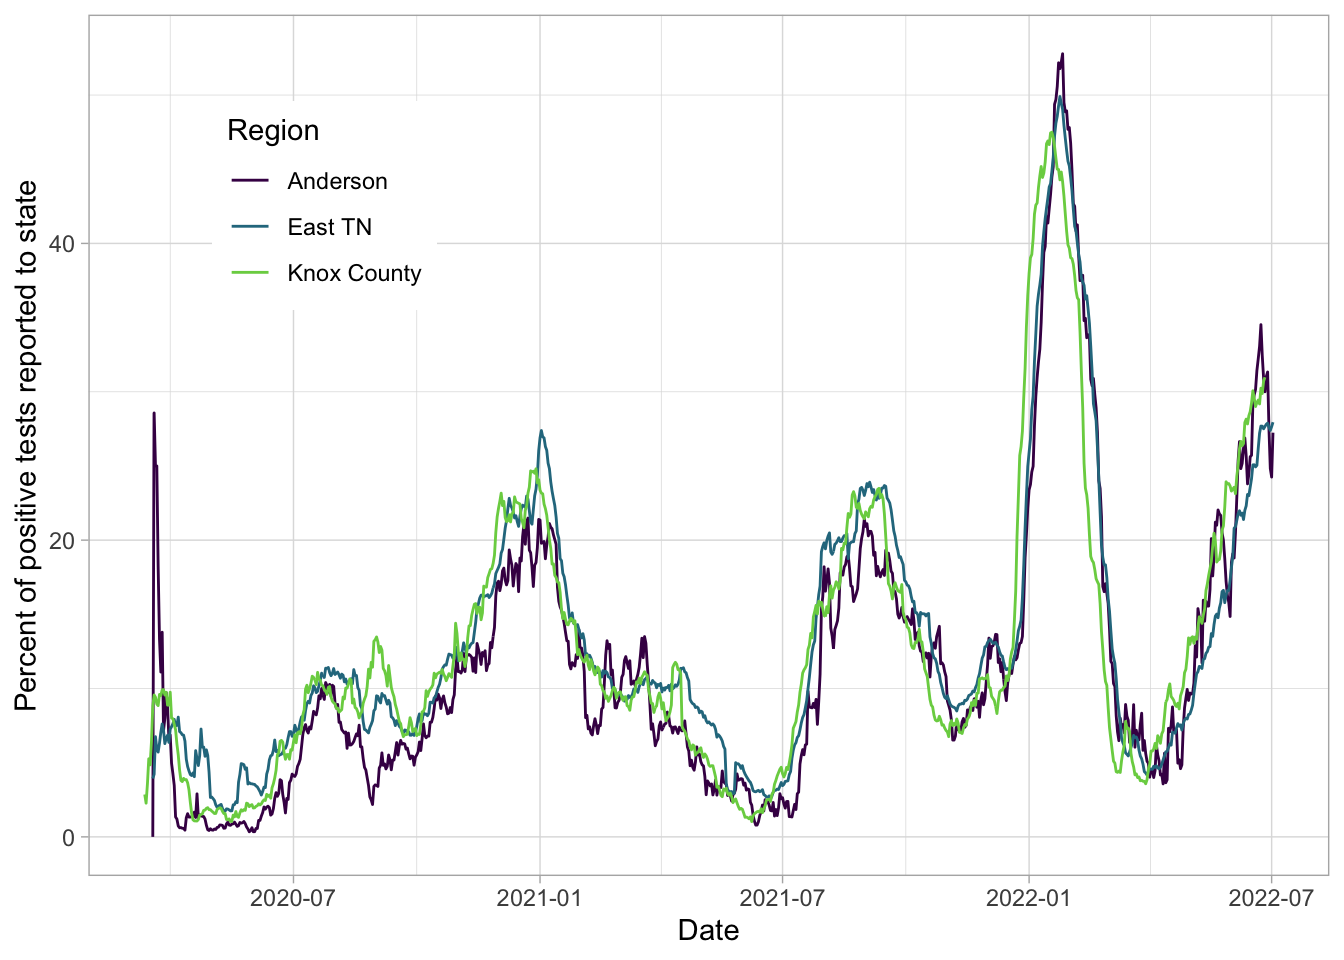 Region
Anderson
East TN
Knox County
Percent of positive tests reported to state
40
20
0
2020-07
2021-01
2021-07
2022-01
2022-07
Date